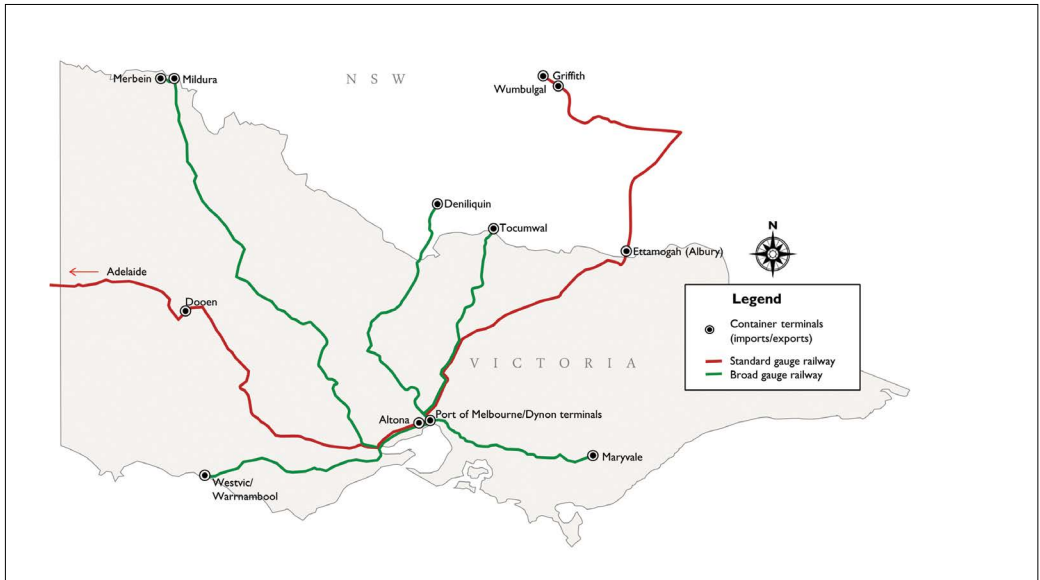 Merbein
Mildura
N S W
Griffith
Wumbulgal
Deniliquin
Tocumwal
Ettamogah (Albury)
N
Adelaide
Dooen
Legend
Container terminals
(imports/exports)
Standard gauge railway
Broad gauge railway
V I C T O R I A
Altona
Port of Melbourne/Dynon terminals
Maryvale
Westvic/
Warrnambool